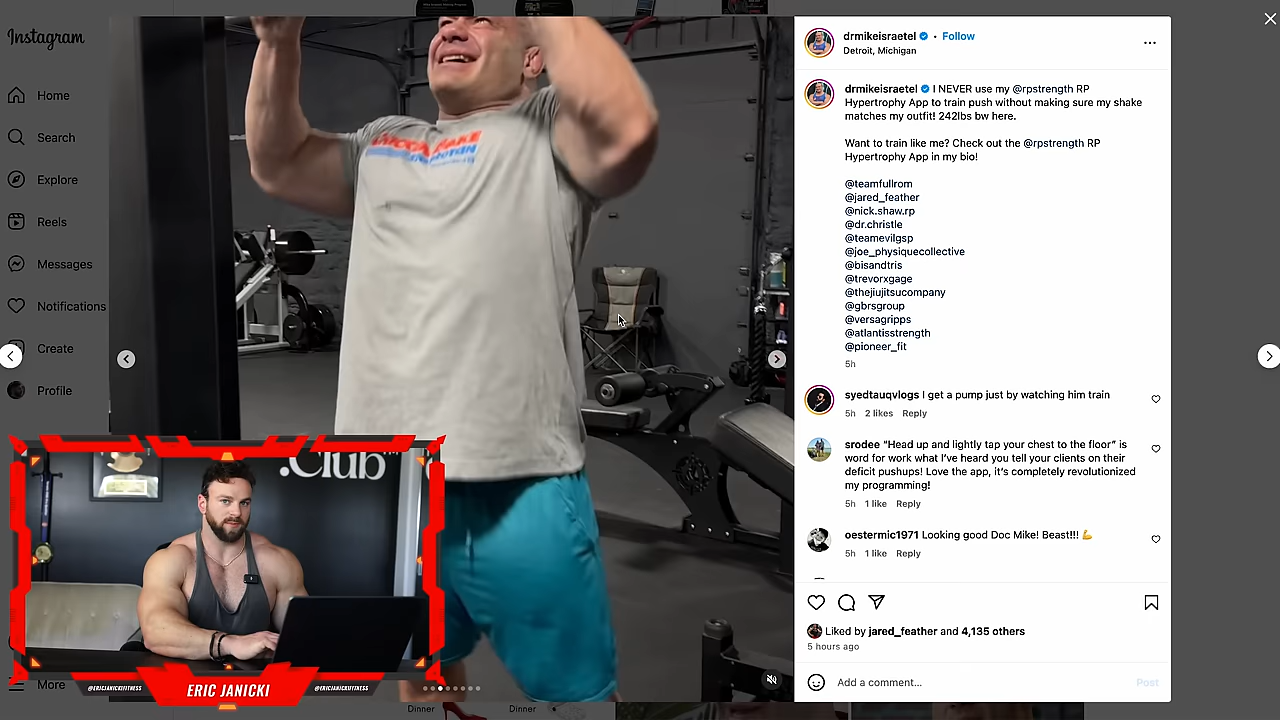 Instagram
Home
Search
Explore
Reels
Messages
Notifications
Create
Profile
More
drmikeisraetel • Follow
Detroit, Michigan
drmikeisraetel I NEVER use my @rpstrength RP
Hypertrophy App to train push without making sure my shake
matches my outfit! 242lbs bw here.
Want to train like me? Check out the @rpstrength RP
Hypertrophy App in my bio!
@teamfullrom
@jared_feather
@nick.shaw.rp
@dr.christle
@teamevilgsp
@joe_physiquecollective
@bisandtris
@trevorxgage
@thejiujitsucompany
@gbrsgroup
@versagripps
@atlantisstrength
@pioneer_fit
5h
syedtauqvlogs I get a pump just by watching him train
5h 2 likes Reply
srodee “Head up and lightly tap your chest to the floor” is
word for work what I’ve heard you tell your clients on their
deficit pushups! Love the app, it’s completely revolutionized
my programming!
5h 1 like Reply
oestermic1971 Looking good Doc Mike! Beast!!! 💪
5h 1 like Reply
Liked by jared_feather and 4,135 others
5 hours ago
Add a comment...
Post
.Club
@ERICJANICKIFITNESS
ERIC JANICKI
@ERICJANICKIFITNESS
Dinner
Dinner